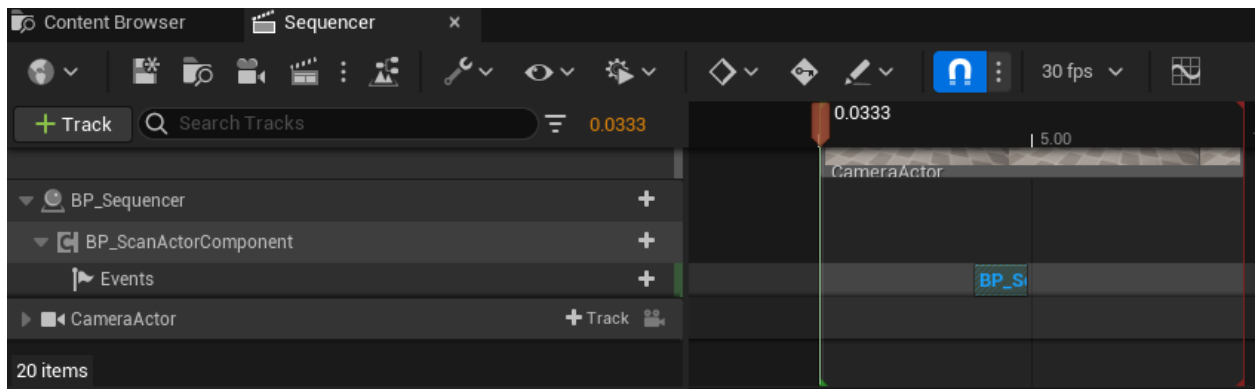 Content Browser Sequencer ×
30 fps
Track Search Tracks 0.0333 0.0333
5.00
CameraActor
BP_Sequencer
BP_ScanActorComponent
Events BP_S
CameraActor Track
20 items